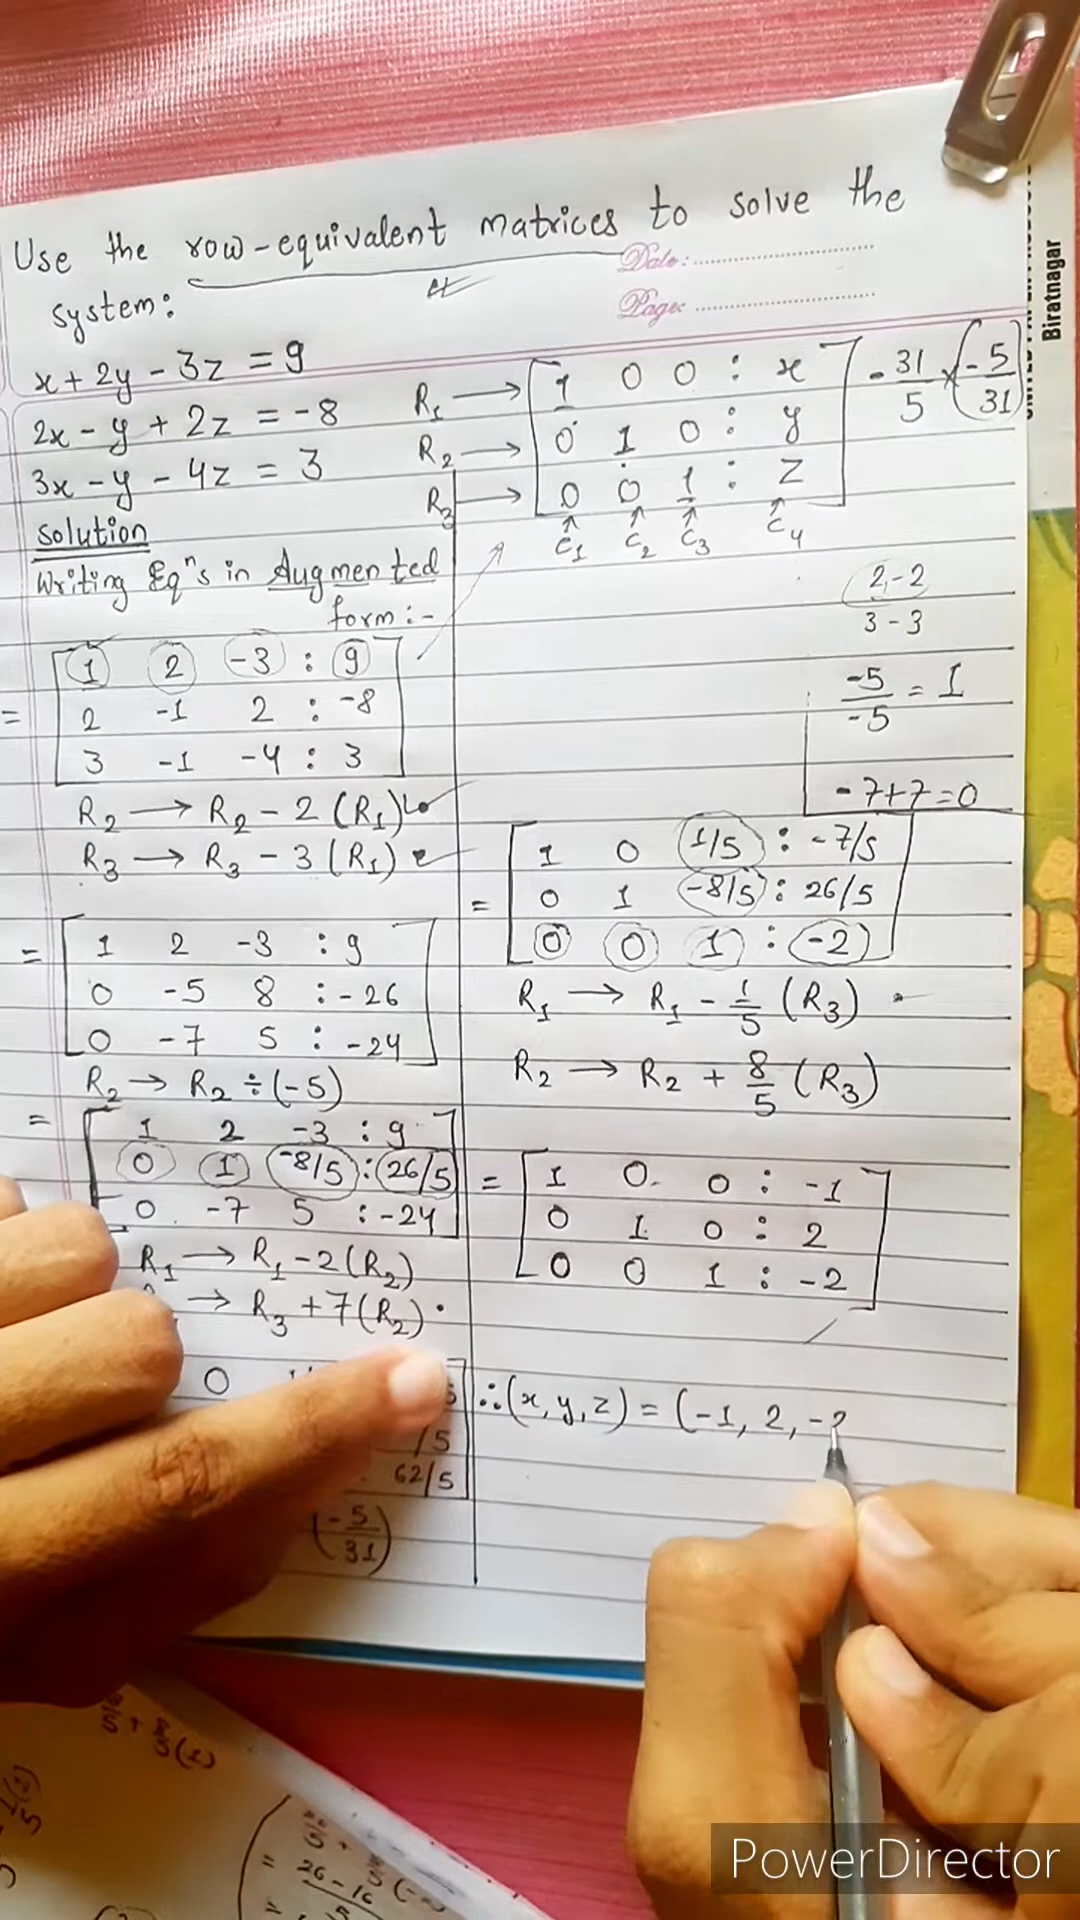 Use the row-equivalent matrices to solve the
system:
Date:
Page:
x + 2y - 3z = 9
2x - y + 2z = -8
3x - y - 4z = 3
Solution
Writing Eqⁿs in Augmented
form :-
1 2 -3 : 9
= 2 -1 2 : -8
3 -1 -4 : 3
R₂ → R₂ - 2 (R₁)
R₃ → R₃ - 3 (R₁)
= 1 2 -3 : 9
0 -5 8 : -26
0 -7 5 : -24
R₂ → R₂ ÷ (-5)
= 1 2 -3 : 9
0 1 -8/5 : 26/5
0 -7 5 : -24
R₁ → R₁ - 2 (R₂)
→ R₃ + 7 (R₂)
0
/5
62/5
(-5/31)
R₁ → 1 0 0 : x
R₂ → 0 1 0 : y
R₃ → 0 0 1 : z
C₁ C₂ C₃ C₄
-31/5 × (-5/31)
2-2
3-3
-5/-5 = 1
-7+7=0
1 0 1/5 : -7/5
= 0 1 -8/5 : 26/5
0 0 1 : -2
R₁ → R₁ - 1/5 (R₃)
R₂ → R₂ + 8/5 (R₃)
= 1 0 0 : -1
0 1 0 : 2
0 0 1 : -2
∴ (x, y, z) = (-1, 2, -2
Biratnagar
PowerDirector